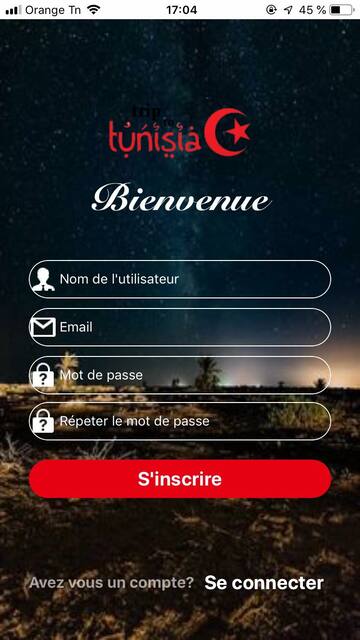 Orange Tn 17:04 45 %
trip
tunisia
Bienvenue
Nom de l'utilisateur
Email
Mot de passe
Répeter le mot de passe
S'inscrire
Avez vous un compte? Se connecter